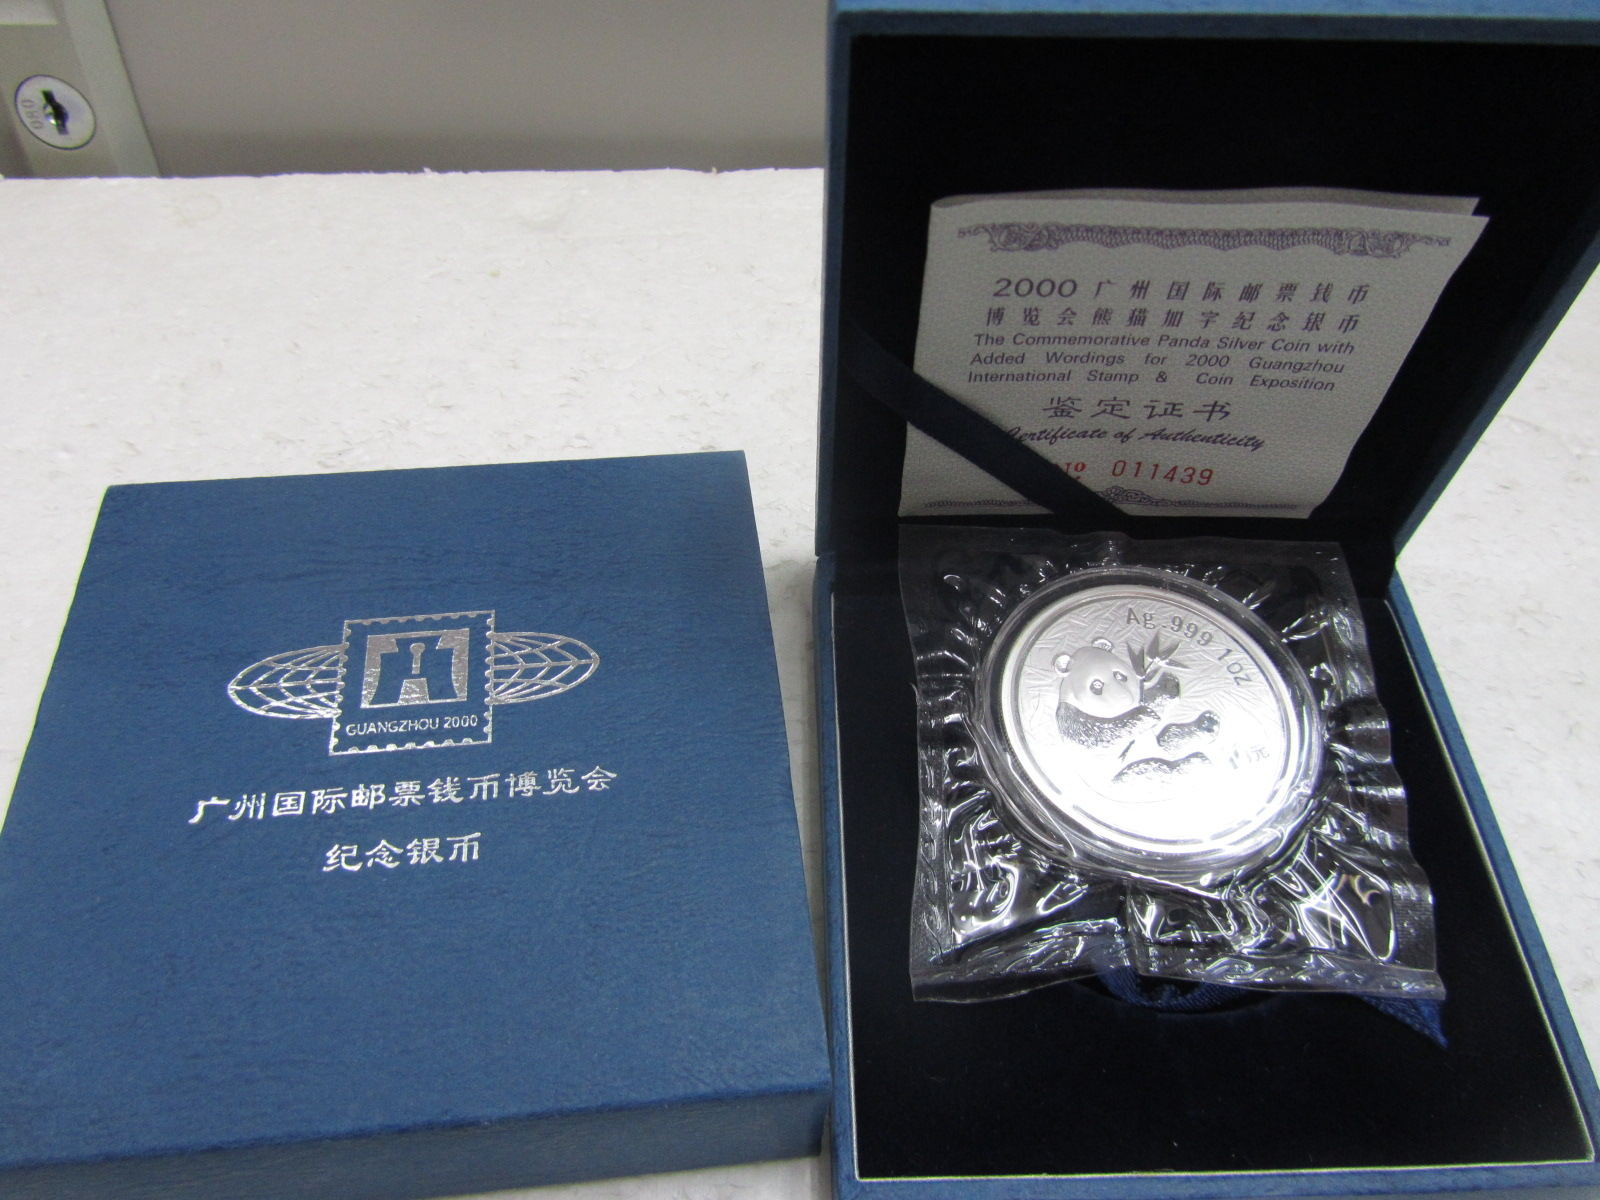 080
GUANGZHOU 2000
广州国际邮票钱币博览会
纪念银币
2000 广州国际邮票钱币
博览会熊猫加字纪念银币
The Commemorative Panda Silver Coin with
Added Wordings for 2000 Guangzhou
International Stamp & Coin Exposition
鉴定证书
Certificate of Authenticity
Nº 011439
Ag .999 1oz
元